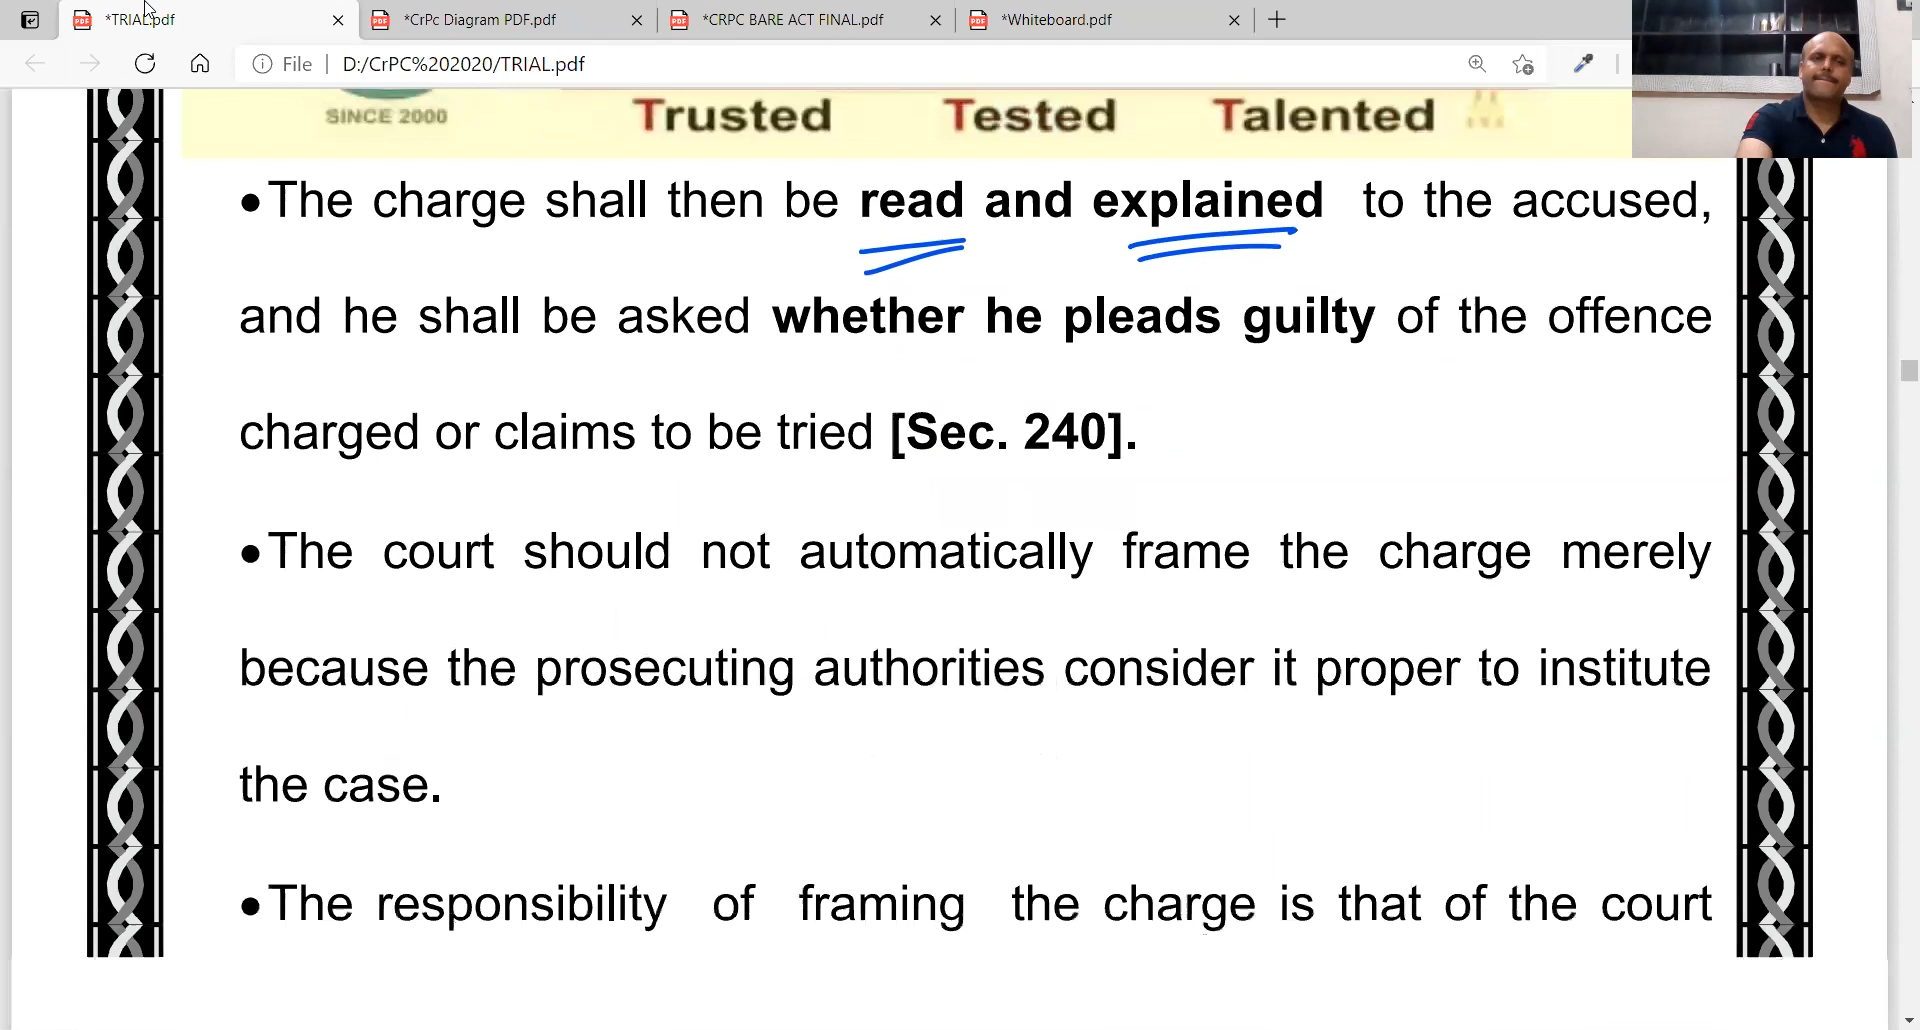 *TRIAL.pdf
*CrPc Diagram PDF.pdf
*CRPC BARE ACT FINAL.pdf
*Whiteboard.pdf
File
D:/CrPC%202020/TRIAL.pdf
SINCE 2000
Trusted Tested Talented
•The charge shall then be read and explained to the accused,
and he shall be asked whether he pleads guilty of the offence
charged or claims to be tried [Sec. 240].
•The court should not automatically frame the charge merely
because the prosecuting authorities consider it proper to institute
the case.
•The responsibility of framing the charge is that of the court